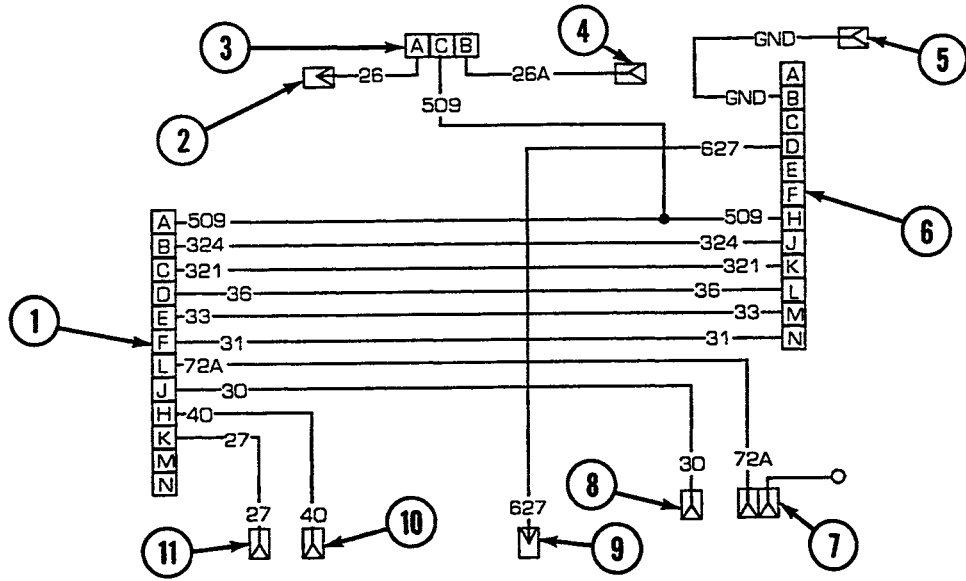 3 A C B 4 GND 5
2 26 26A A
509 GND B
C
627 D
E
F 6
A 509 509 H
B 324 324 J
C 321 321 K
D 36 36 L
1 E 33 33 M
F 31 31 N
L 72A
J 30
H 40
K 27
M
N
30 72A
8 7
27 40 627
11 10 9